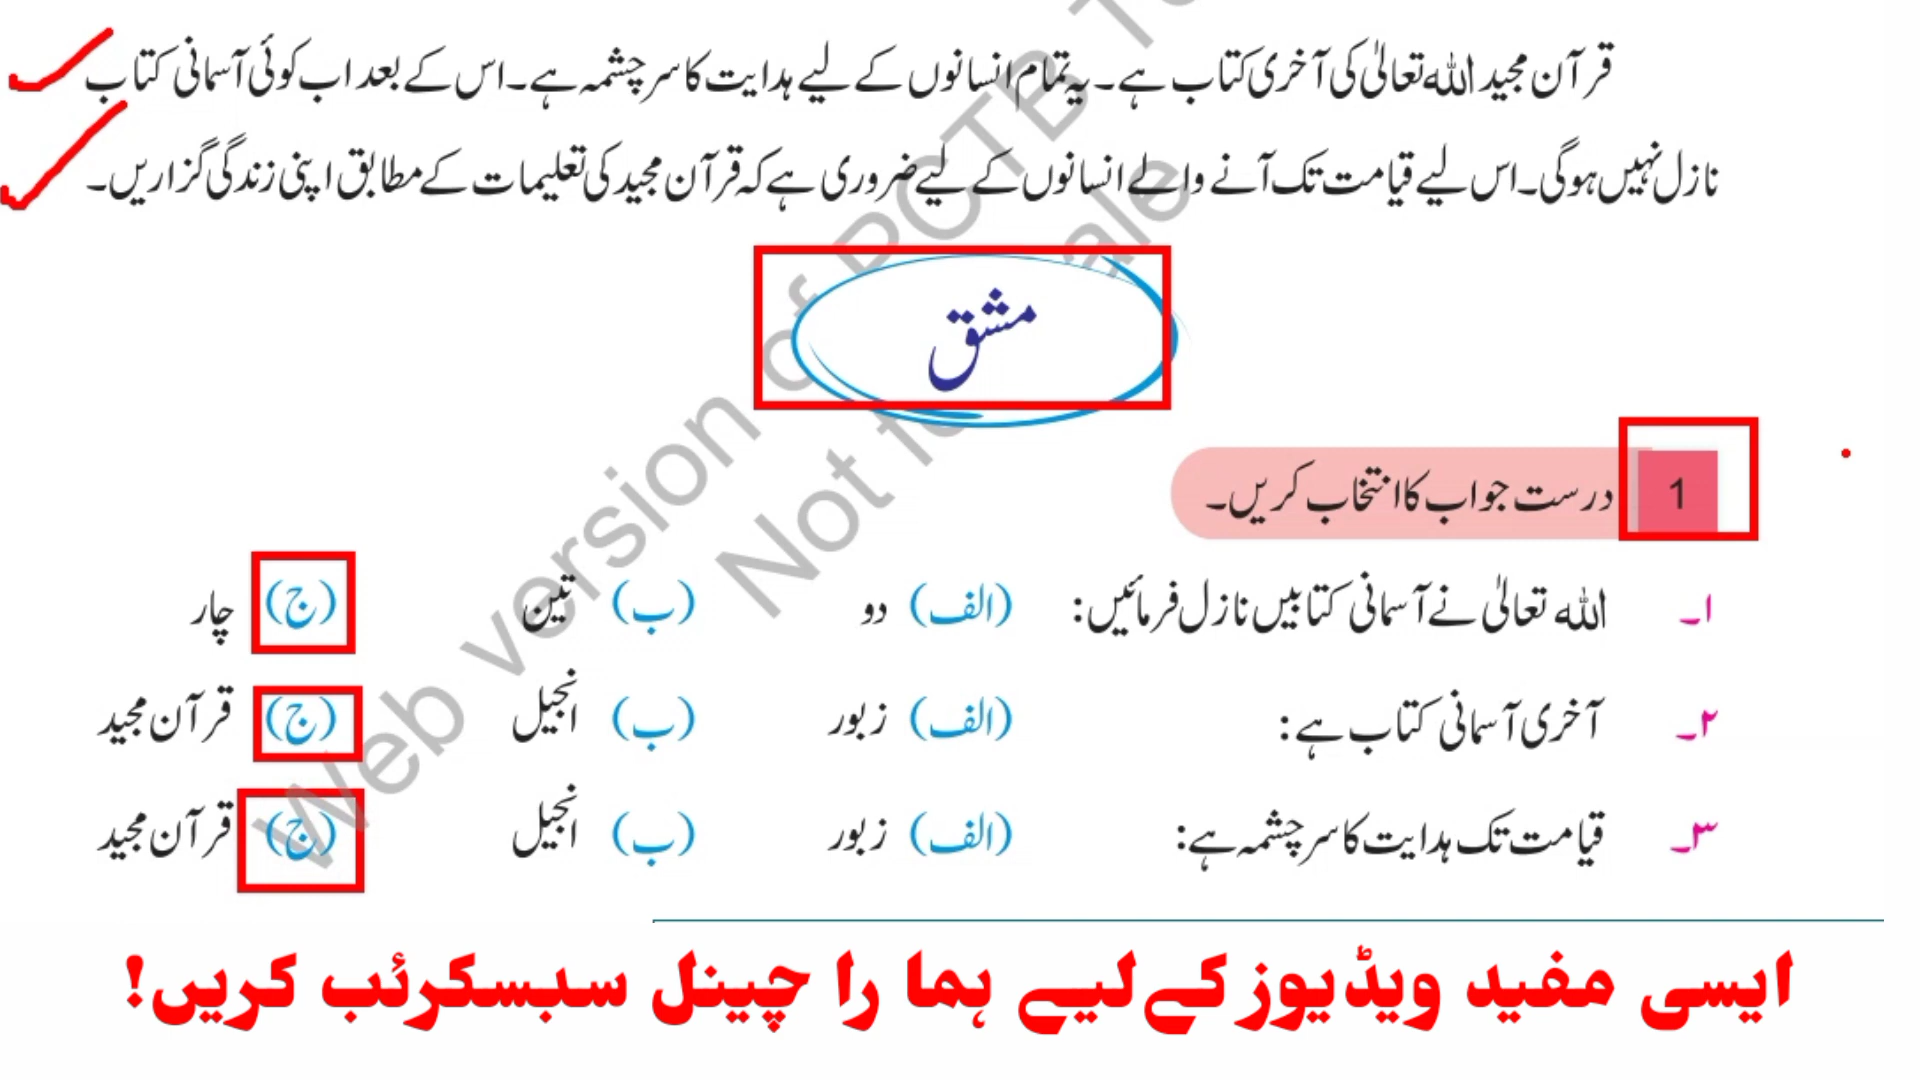 قرآن مجید اللہ تعالیٰ کی آخری کتاب ہے۔ یہ تمام انسانوں کے لیے ہدایت کا سرچشمہ ہے۔ اس کے بعد اب کوئی آسمانی کتاب
نازل نہیں ہوگی۔ اس لیے قیامت تک آنے والے انسانوں کے لیے ضروری ہے کہ قرآن مجید کی تعلیمات کے مطابق اپنی زندگی گزاریں۔
مشق
1 درست جواب کا انتخاب کریں۔
۱۔ اللہ تعالیٰ نے آسمانی کتابیں نازل فرمائیں: (الف) دو (ب) تین (ج) چار
۲۔ آخری آسمانی کتاب ہے: (الف) زبور (ب) انجیل (ج) قرآن مجید
۳۔ قیامت تک ہدایت کا سرچشمہ ہے: (الف) زبور (ب) انجیل (ج) قرآن مجید
ایسی مفید ویڈیوز کےلیے ہما را چینل سبسکرئب کریں!
Web version of PCTB
Not for Sale